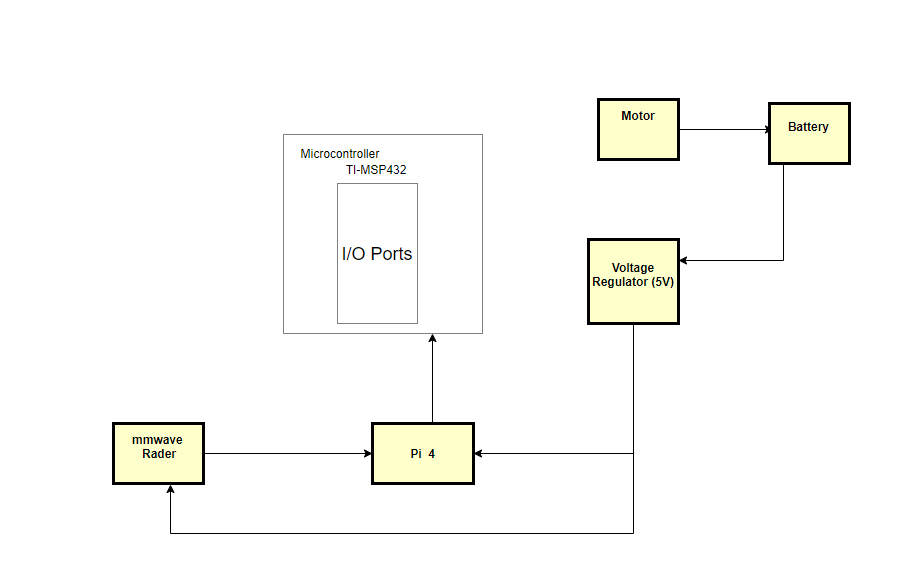 Motor
Battery
Microcontroller
TI-MSP432
I/O Ports
Voltage
Regulator (5V)
mmwave
Rader
Pi 4